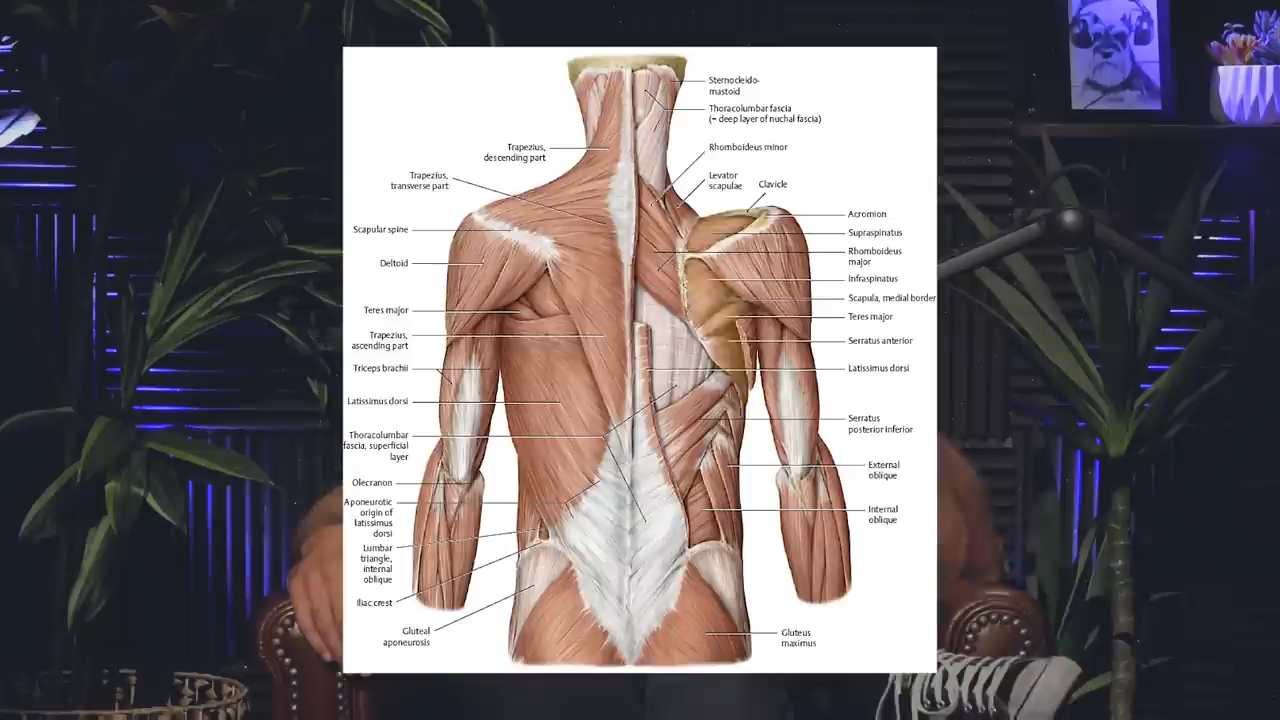 Sternocleido-
mastoid
Thoracolumbar fascia
(= deep layer of nuchal fascia)
Trapezius,
descending part
Rhomboideus minor
Trapezius,
transverse part
Levator
scapulae
Clavicle
Acromion
Scapular spine
Supraspinatus
Deltoid
Rhomboideus
major
Infraspinatus
Scapula, medial border
Teres major
Teres major
Trapezius,
ascending part
Serratus anterior
Triceps brachii
Latissimus dorsi
Latissimus dorsi
Serratus
posterior inferior
Thoracolumbar
fascia, superficial
layer
External
oblique
Olecranon
Aponeurotic
origin of
latissimus
dorsi
Internal
oblique
Lumbar
triangle,
internal
oblique
Iliac crest
Gluteal
aponeurosis
Gluteus
maximus